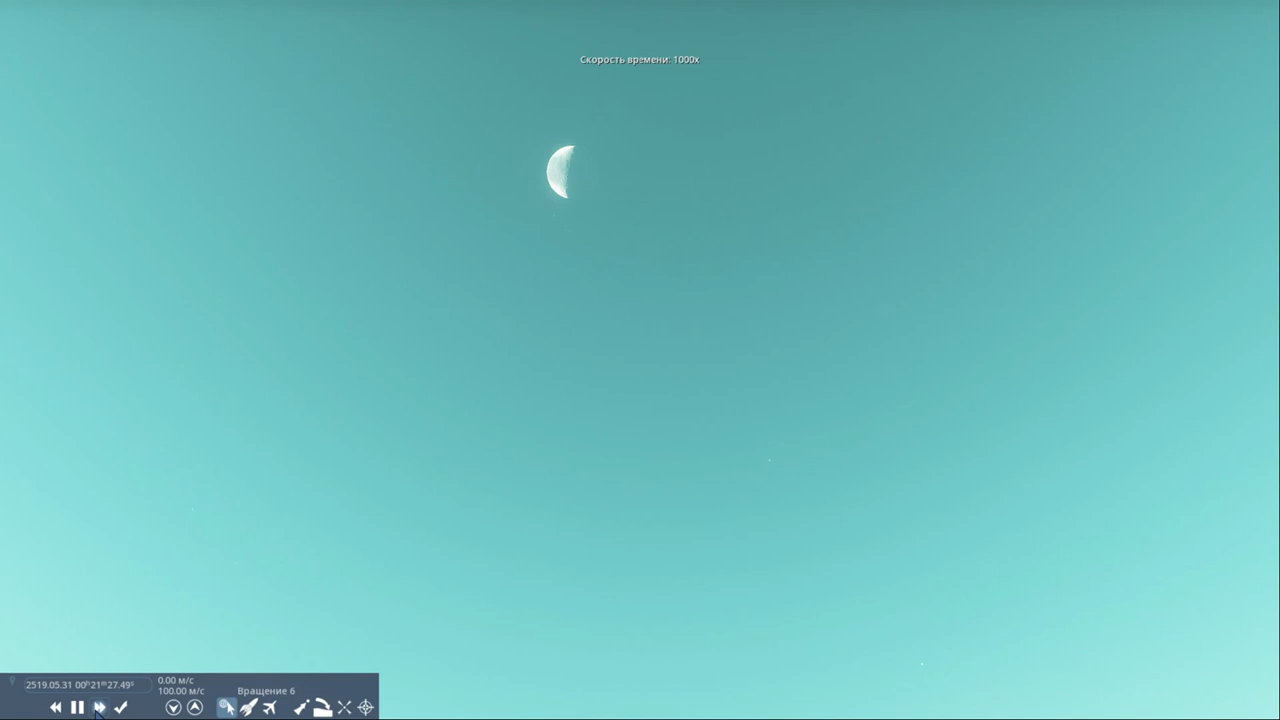 Скорость времени: 1000x
2519.05.31 00ʰ21ᵐ27.49ˢ
0.00 м/с
100.00 м/с
Вращение 6